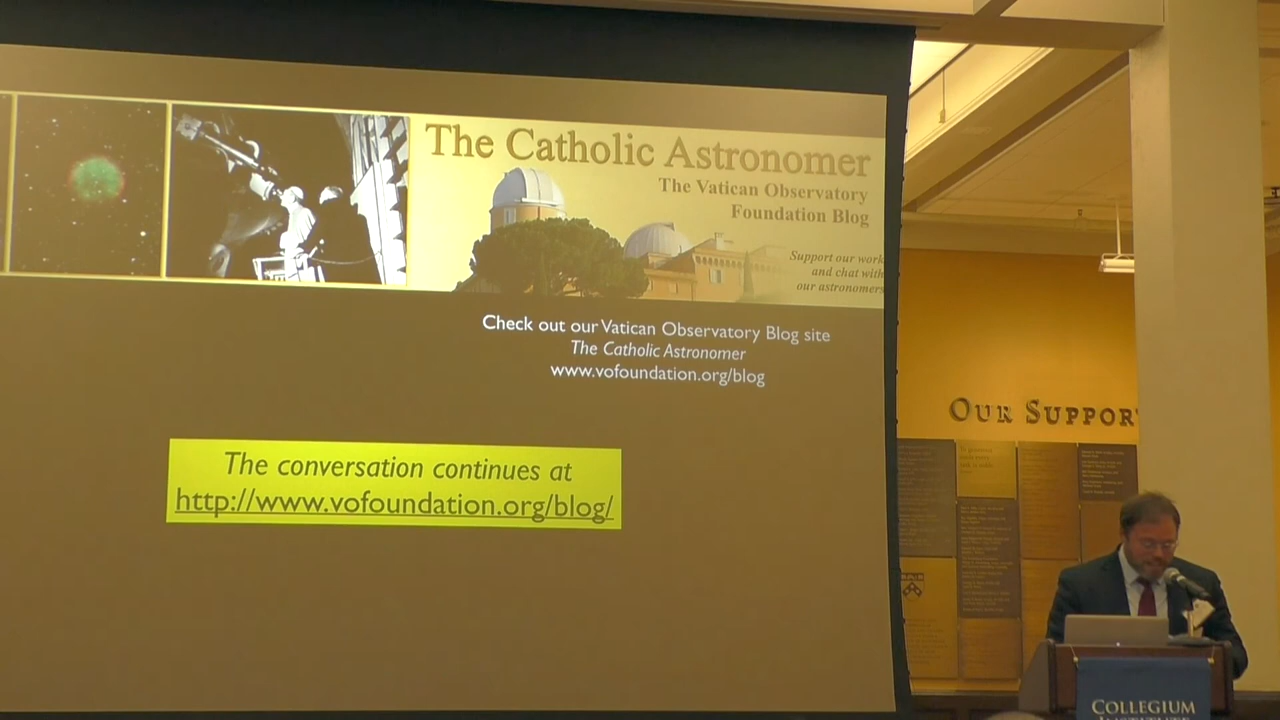 The Catholic Astronomer
The Vatican Observatory
Foundation Blog
Support our work
and chat with
our astronomers
Check out our Vatican Observatory Blog site
The Catholic Astronomer
www.vofoundation.org/blog
The conversation continues at
http://www.vofoundation.org/blog/
OUR SUPPOR
COLLEGIUM
INSTITUTE